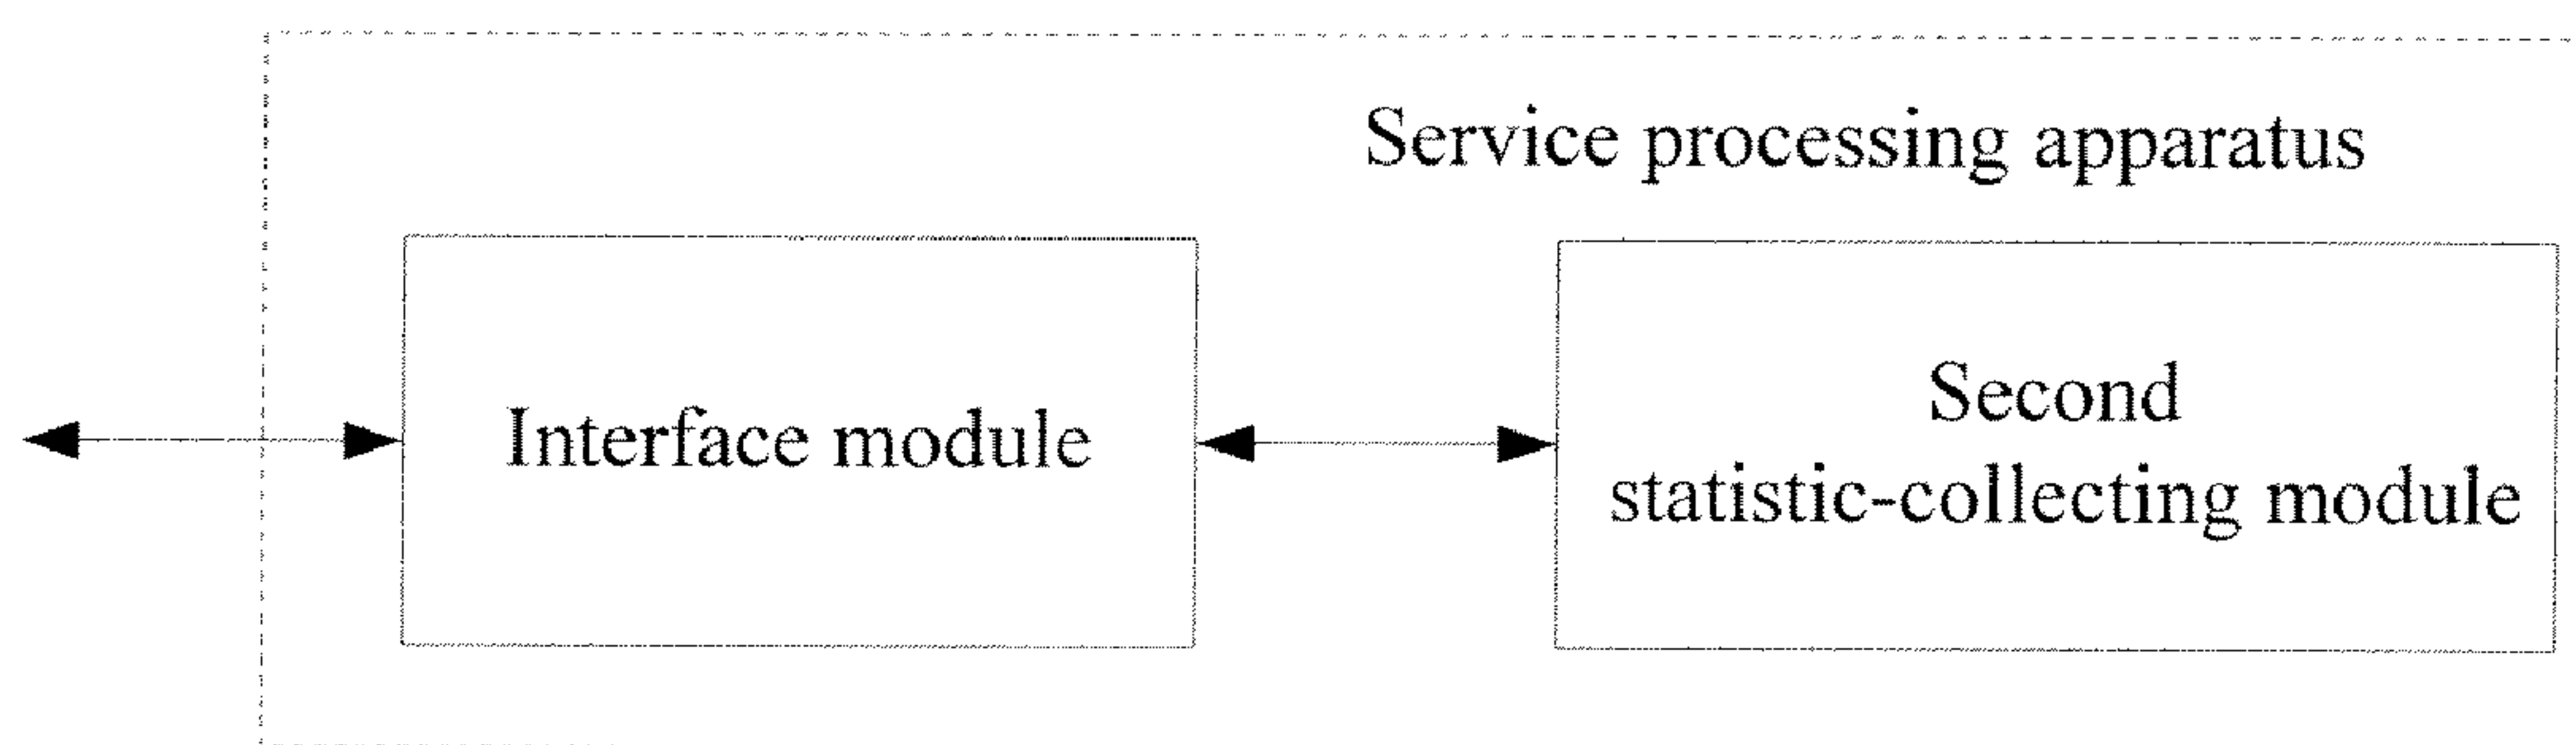 Service processing apparatus
Interface module
Second
statistic-collecting module